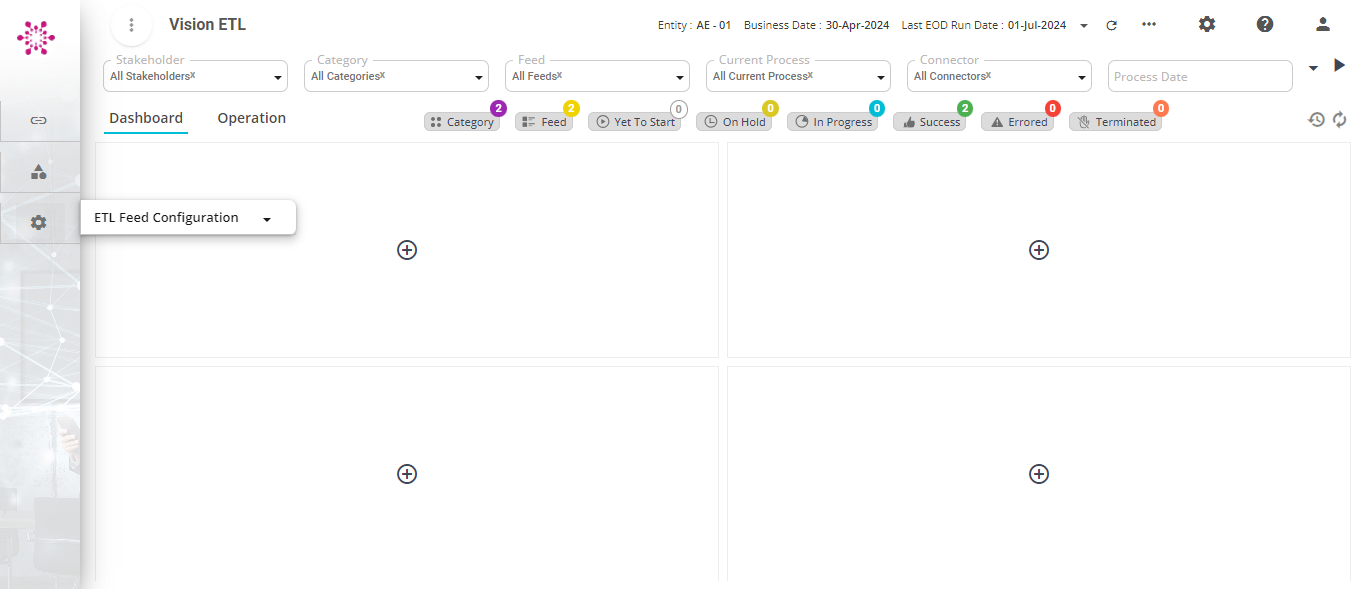 Vision ETL
Entity : AE - 01 Business Date : 30-Apr-2024 Last EOD Run Date : 01-Jul-2024
Stakeholder Category Feed Current Process Connector
All Stakeholders x All Categories x All Feeds x All Current Process x All Connectors x Process Date
2 2 0 0 0 2 0 0
Dashboard Operation Category Feed Yet To Start On Hold In Progress Success Errored Terminated
ETL Feed Configuration